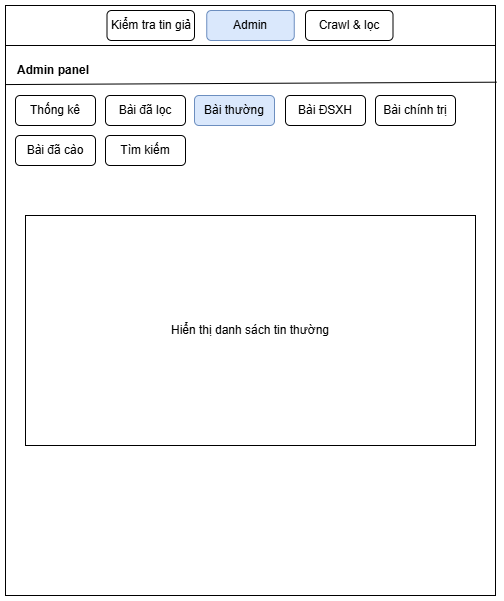 Kiểm tra tin giả
Admin
Crawl & lọc
Admin panel
Thống kê
Bài đã lọc
Bài thường
Bài ĐSXH
Bài chính trị
Bài đã cào
Tìm kiếm
Hiển thị danh sách tin thường